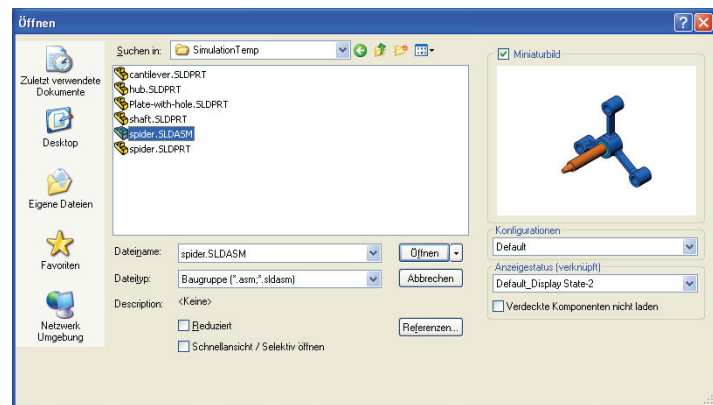 Öffnen
Suchen in:
SimulationTemp
Zuletzt verwendete
Dokumente
Desktop
Eigene Dateien
Favoriten
Netzwerk
Umgebung
cantilever.SLDPRT
hub.SLDPRT
Plate-with-hole.SLDPRT
shaft.SLDPRT
spider.SLDASM
spider.SLDPRT
Dateiname:
spider.SLDASM
Öffnen
Dateityp:
Baugruppe (*.asm;*.sldasm)
Abbrechen
Description:
<Keine>
Reduziert
Referenzen...
Schnellansicht / Selektiv öffnen
Miniaturbild
Konfigurationen
Default
Anzeigestatus (verknüpft)
Default_Display State-2
Verdeckte Komponenten nicht laden